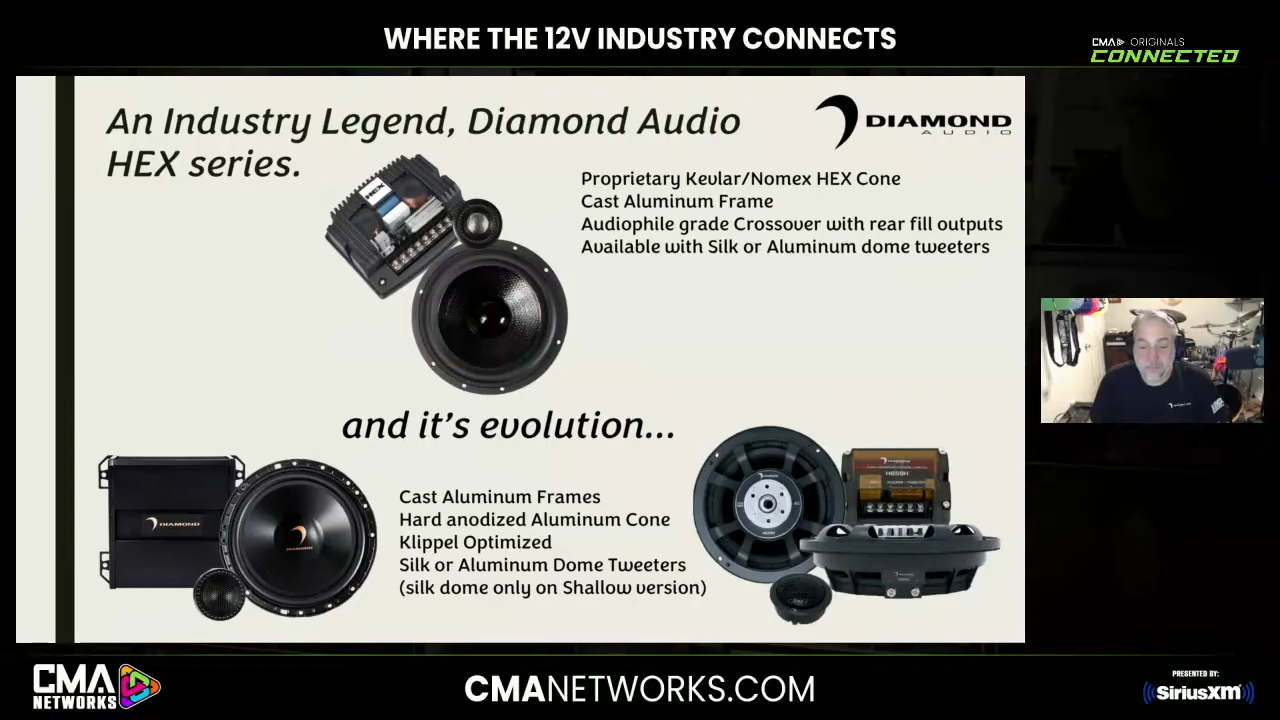 WHERE THE 12V INDUSTRY CONNECTS
CMA ORIGINALS
CONNECTED
An Industry Legend, Diamond Audio
HEX series.
DIAMOND
AUDIO
HEX
Proprietary Kevlar/Nomex HEX Cone
Cast Aluminum Frame
Audiophile grade Crossover with rear fill outputs
Available with Silk or Aluminum dome tweeters
and it's evolution...
DIAMOND
Cast Aluminum Frames
Hard anodized Aluminum Cone
Klippel Optimized
Silk or Aluminum Dome Tweeters
(silk dome only on Shallow version)
CMA
NETWORKS
CMANETWORKS.COM
PRESENTED BY:
SiriusXM